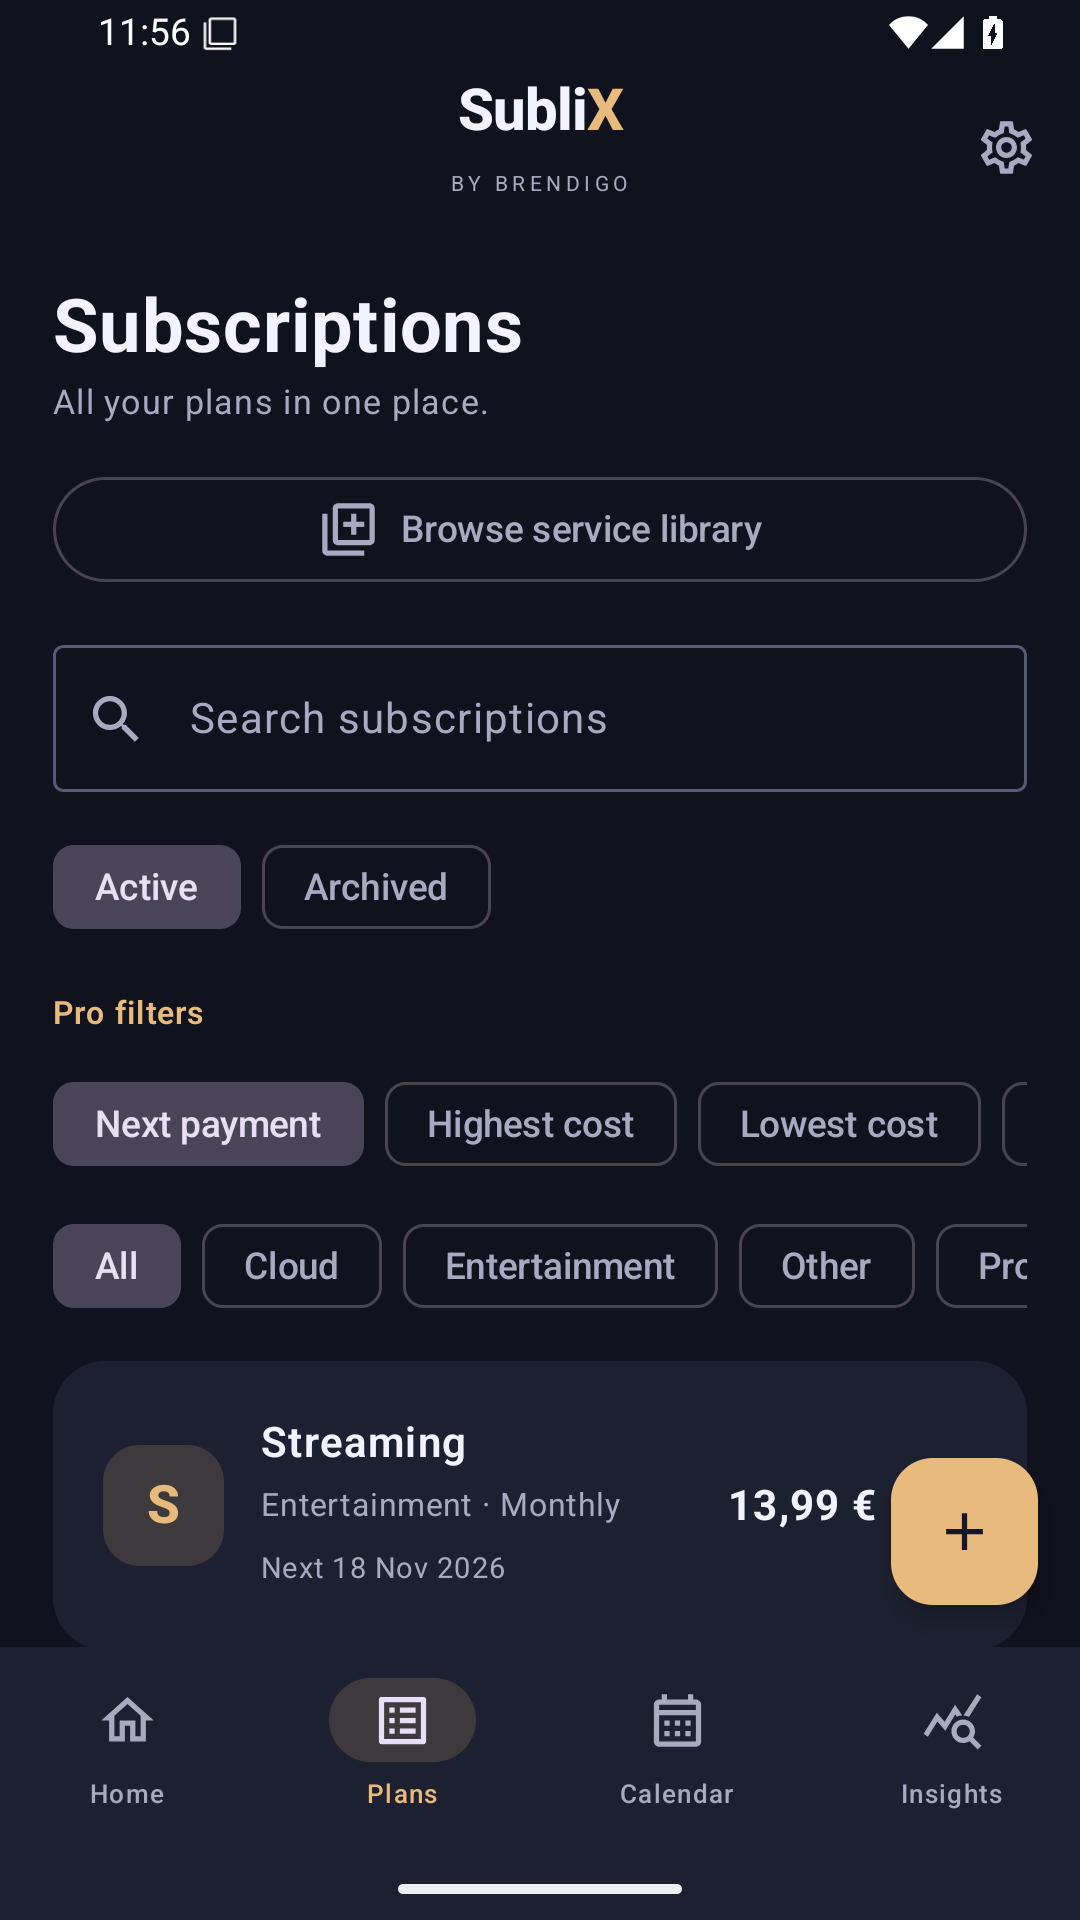 11:56
SubliX
BY BRENDIGO
Subscriptions
All your plans in one place.
Browse service library
Search subscriptions
Active Archived
Pro filters
Next payment Highest cost Lowest cost
All Cloud Entertainment Other
Streaming
S
Entertainment · Monthly
13,99 €
Next 18 Nov 2026
Home Plans Calendar Insights